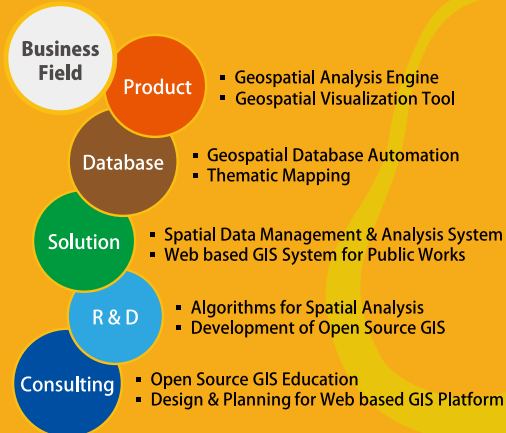 Business
Field
Product
▪ Geospatial Analysis Engine
▪ Geospatial Visualization Tool
Database
▪ Geospatial Database Automation
▪ Thematic Mapping
Solution
▪ Spatial Data Management & Analysis System
▪ Web based GIS System for Public Works
R & D
▪ Algorithms for Spatial Analysis
▪ Development of Open Source GIS
Consulting
▪ Open Source GIS Education
▪ Design & Planning for Web based GIS Platform